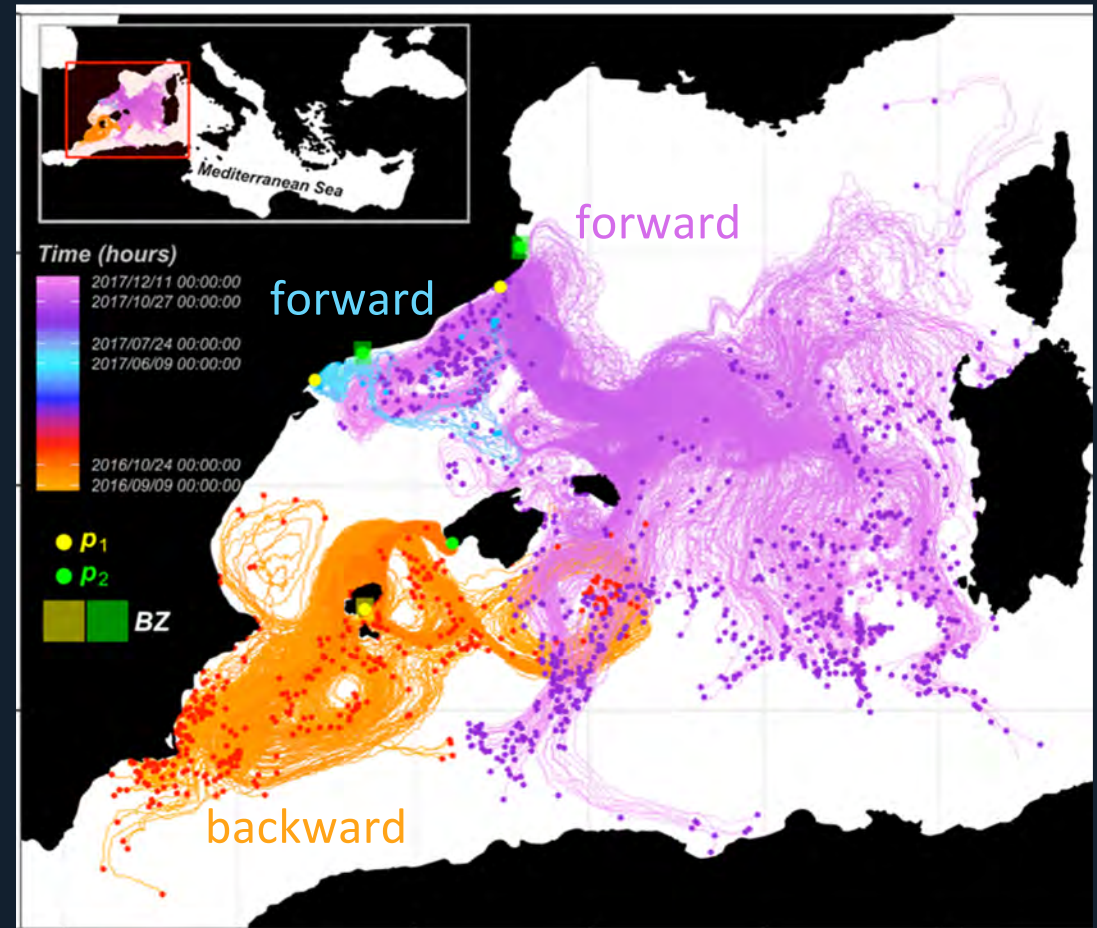 Mediterranean Sea
forward
Time (hours)
2017/12/11 00:00:00
2017/10/27 00:00:00
forward
2017/07/24 00:00:00
2017/06/09 00:00:00
2016/10/24 00:00:00
2016/09/09 00:00:00
p1
p2
BZ
backward